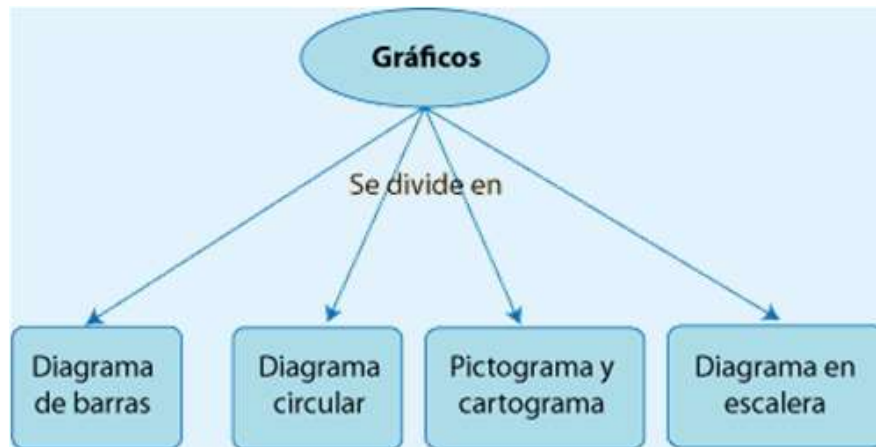 Gráficos
Se divide en
Diagrama
de barras
Diagrama
circular
Pictograma y
cartograma
Diagrama en
escalera